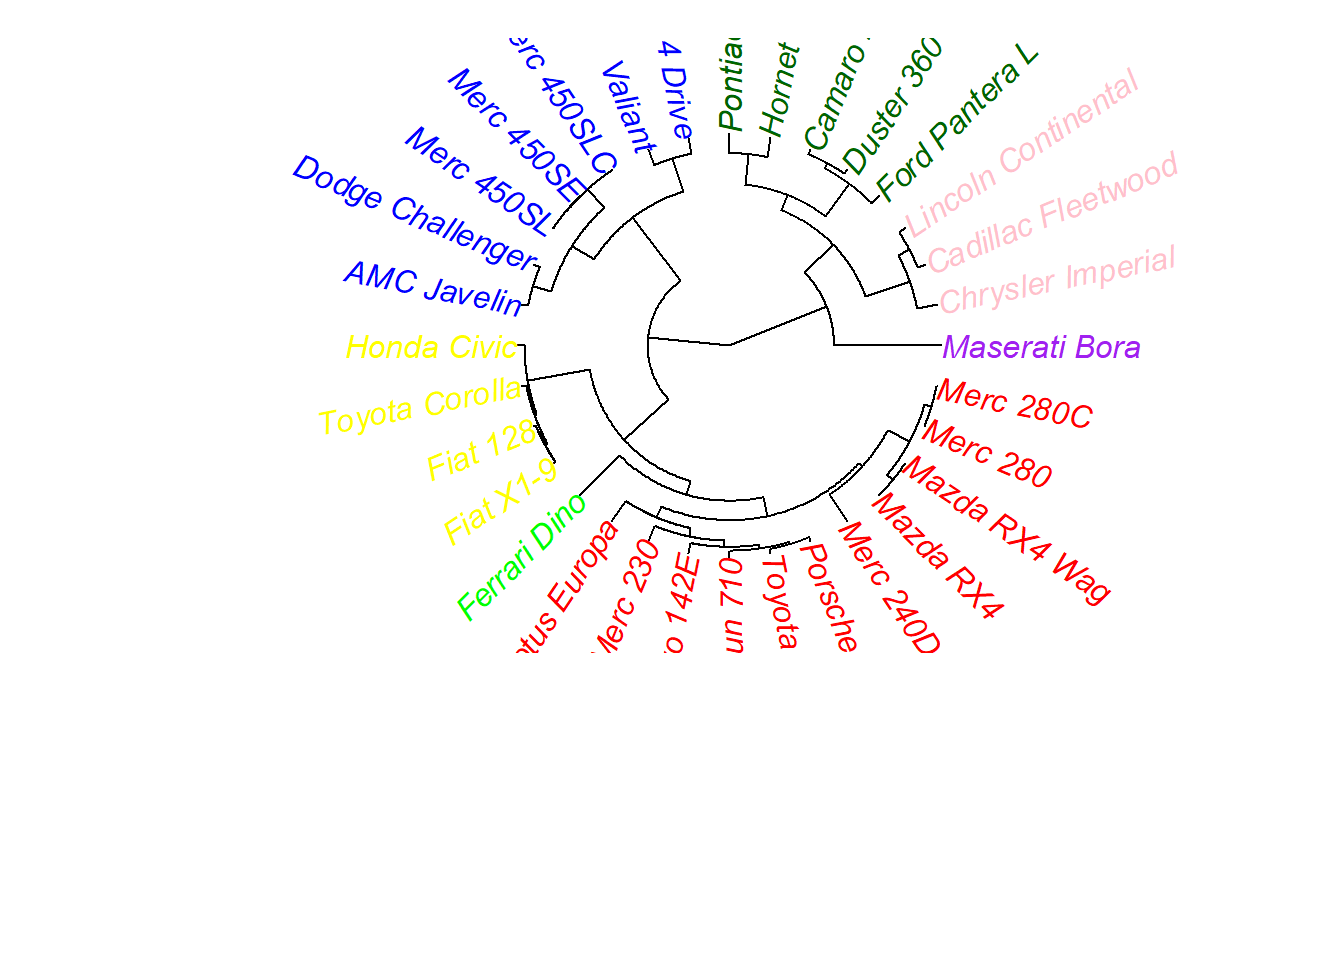 Merc 450SLC
Valiant
4 Drive
Pontiac
Hornet
Camaro
Duster 360
Ford Pantera L
Merc 450SE
Merc 450SL
Dodge Challenger
AMC Javelin
Lincoln Continental
Cadillac Fleetwood
Chrysler Imperial
Honda Civic
Maserati Bora
Toyota Corolla
Merc 280C
Fiat 128
Merc 280
Fiat X1-9
Mazda RX4 Wag
Ferrari Dino
Mazda RX4
otus Europa
Merc 230
o 142E
un 710
Toyota
Porsche
Merc 240D